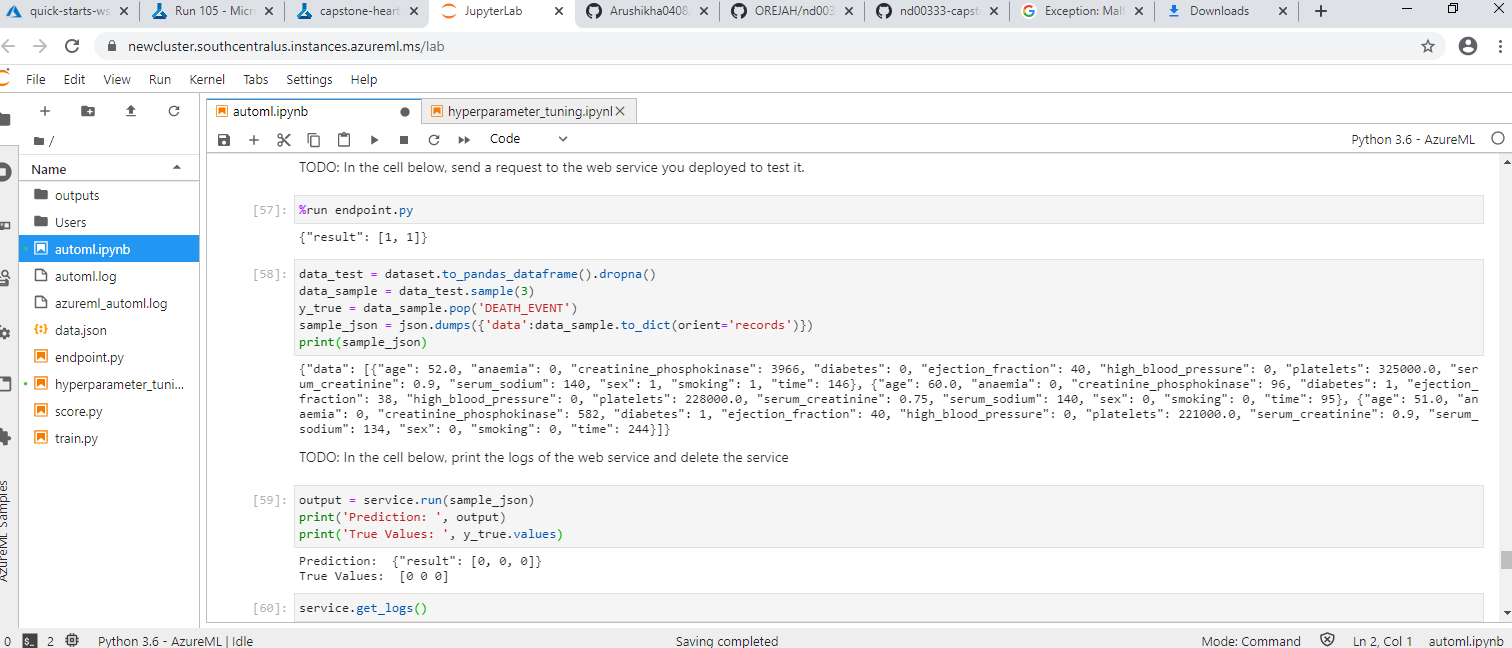 quick-starts-ws
Run 105 - Micr
capstone-heart
JupyterLab
Arushikha0408/
OREJAH/nd003
nd00333-capst
Exception: Malf
Downloads
newcluster.southcentralus.instances.azureml.ms/lab
File Edit View Run Kernel Tabs Settings Help
automl.ipynb
hyperparameter_tuning.ipynl
Code
Python 3.6 - AzureML
/
Name
outputs
Users
automl.ipynb
automl.log
azureml_automl.log
data.json
endpoint.py
hyperparameter_tuni...
score.py
train.py
AzureML Samples
TODO: In the cell below, send a request to the web service you deployed to test it.
[57]: %run endpoint.py
{"result": [1, 1]}
[58]: data_test = dataset.to_pandas_dataframe().dropna()
data_sample = data_test.sample(3)
y_true = data_sample.pop('DEATH_EVENT')
sample_json = json.dumps({'data':data_sample.to_dict(orient='records')})
print(sample_json)
{"data": [{"age": 52.0, "anaemia": 0, "creatinine_phosphokinase": 3966, "diabetes": 0, "ejection_fraction": 40, "high_blood_pressure": 0, "platelets": 325000.0, "ser
um_creatinine": 0.9, "serum_sodium": 140, "sex": 1, "smoking": 1, "time": 146}, {"age": 60.0, "anaemia": 0, "creatinine_phosphokinase": 96, "diabetes": 1, "ejection_
fraction": 38, "high_blood_pressure": 0, "platelets": 228000.0, "serum_creatinine": 0.75, "serum_sodium": 140, "sex": 0, "smoking": 0, "time": 95}, {"age": 51.0, "an
aemia": 0, "creatinine_phosphokinase": 582, "diabetes": 1, "ejection_fraction": 40, "high_blood_pressure": 0, "platelets": 221000.0, "serum_creatinine": 0.9, "serum_
sodium": 134, "sex": 0, "smoking": 0, "time": 244}]}
TODO: In the cell below, print the logs of the web service and delete the service
[59]: output = service.run(sample_json)
print('Prediction: ', output)
print('True Values: ', y_true.values)
Prediction:  {"result": [0, 0, 0]}
True Values:  [0 0 0]
[60]: service.get_logs()
0 2 Python 3.6 - AzureML | Idle
Saving completed
Mode: Command
Ln 2, Col 1
automl.ipynb